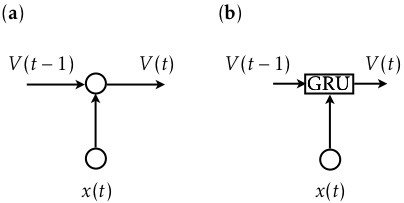 (a)
V(t − 1) V(t)
x(t)
(b)
V(t − 1) V(t)
GRU
x(t)